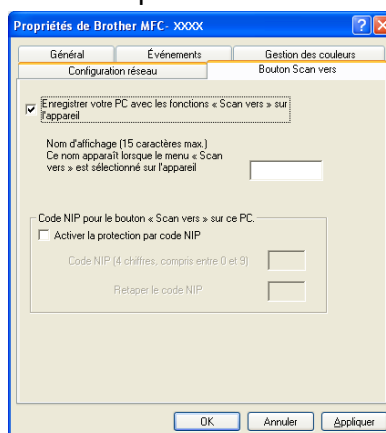 Propriétés de Brother MFC- XXXX
Général
Événements
Gestion des couleurs
Configuration réseau
Bouton Scan vers
Enregistrer votre PC avec les fonctions « Scan vers » sur
l'appareil
Nom d'affichage (15 caractères max.)
Ce nom apparaît lorsque le menu « Scan
vers » est sélectionné sur l'appareil
Code NIP pour le bouton « Scan vers » sur ce PC.
Activer la protection par code NIP
Code NIP (4 chiffres, compris entre 0 et 9)
Retaper le code NIP
OK
Annuler
Appliquer